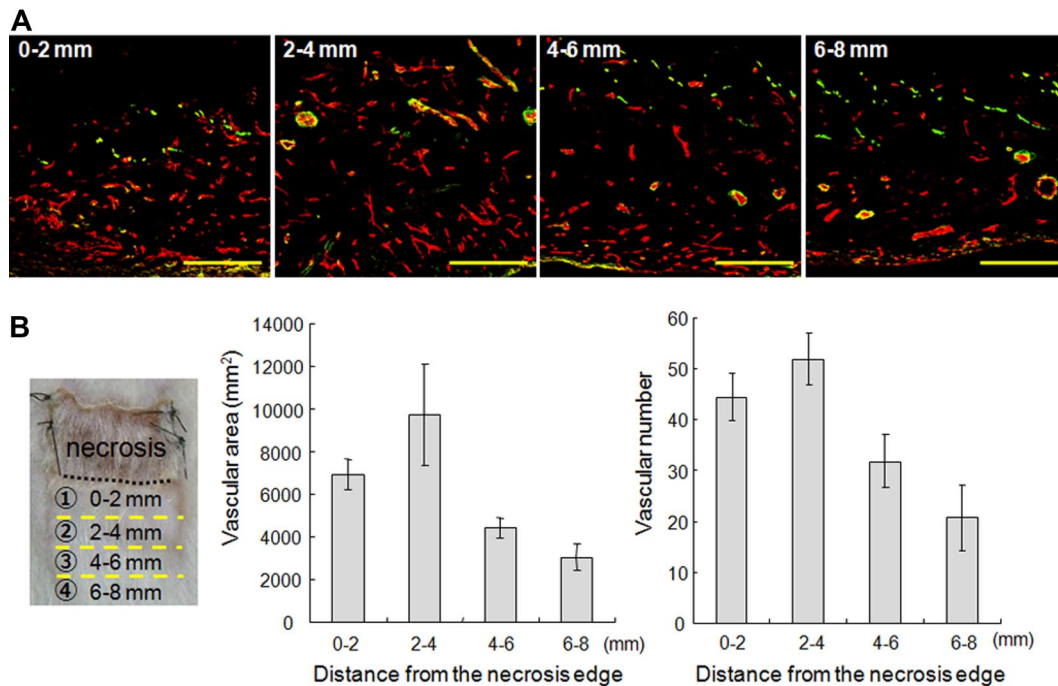 A
0-2 mm 2-4 mm 4-6 mm 6-8 mm
B
necrosis
① 0-2 mm
② 2-4 mm
③ 4-6 mm
④ 6-8 mm
Vascular area (mm²)
14000
12000
10000
8000
6000
4000
2000
0
0-2 2-4 4-6 6-8 (mm)
Distance from the necrosis edge
Vascular number
60
50
40
30
20
10
0
0-2 2-4 4-6 6-8 (mm)
Distance from the necrosis edge